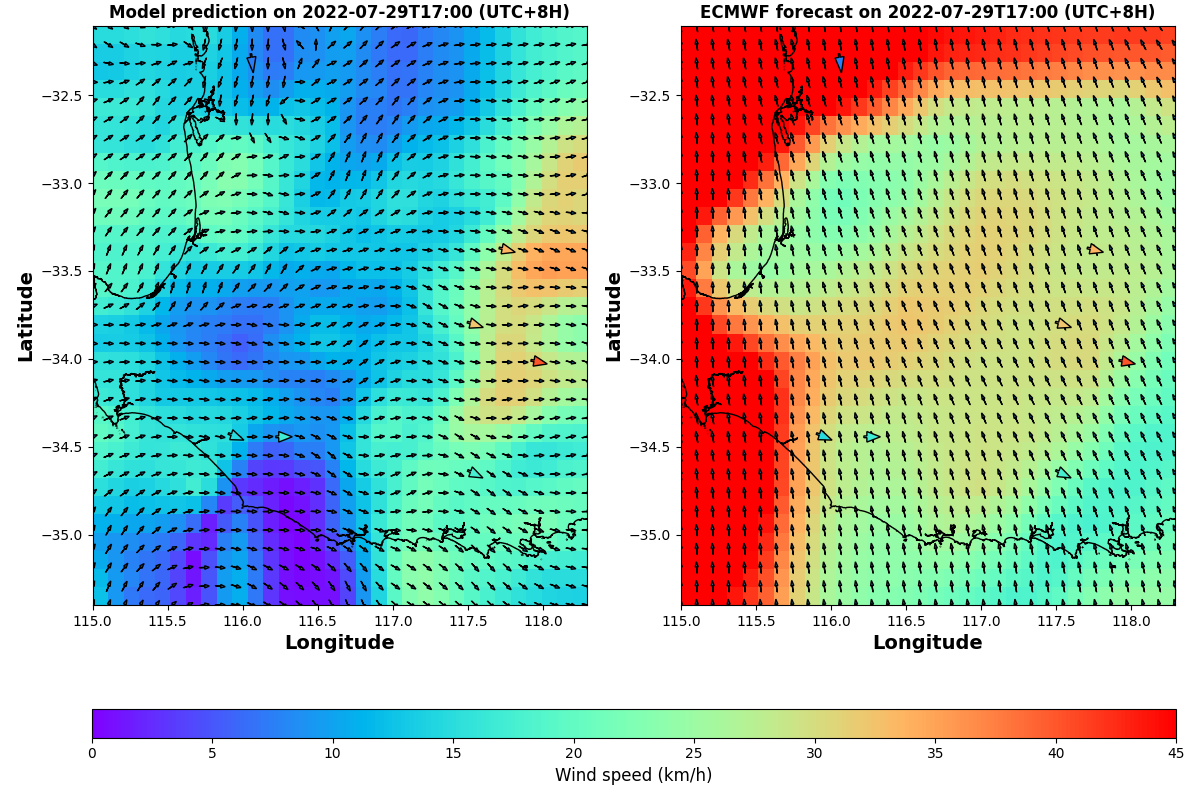 Model prediction on 2022-07-29T17:00 (UTC+8H)
ECMWF forecast on 2022-07-29T17:00 (UTC+8H)
Latitude
−32.5
−33.0
−33.5
−34.0
−34.5
−35.0
115.0 115.5 116.0 116.5 117.0 117.5 118.0
Longitude
Latitude
−32.5
−33.0
−33.5
−34.0
−34.5
−35.0
115.0 115.5 116.0 116.5 117.0 117.5 118.0
Longitude
0 5 10 15 20 25 30 35 40 45
Wind speed (km/h)